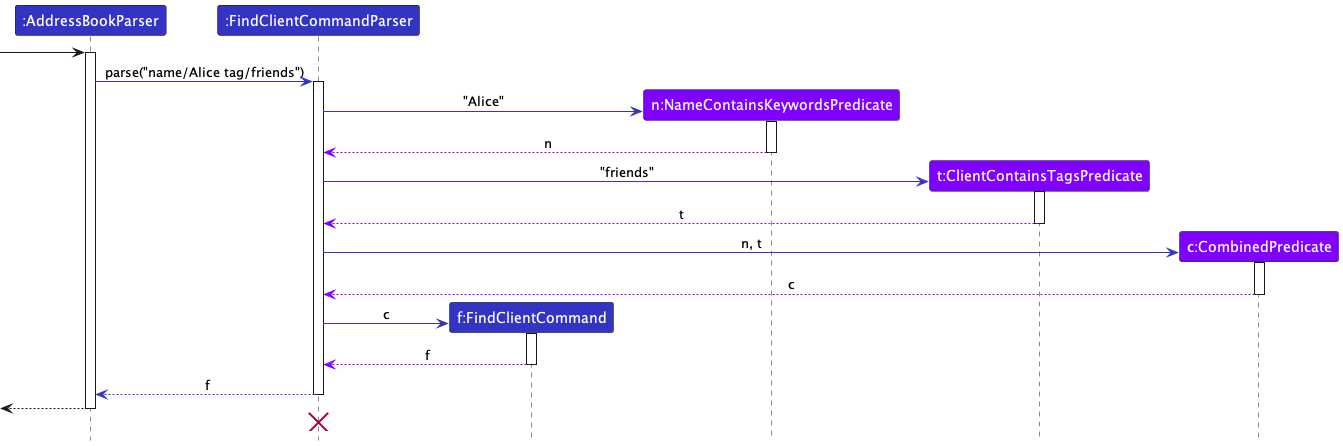 :AddressBookParser
:FindClientCommandParser
parse("name/Alice tag/friends")
"Alice"
n:NameContainsKeywordsPredicate
n
"friends"
t:ClientContainsTagsPredicate
t
n, t
c:CombinedPredicate
c
c
f:FindClientCommand
f
f